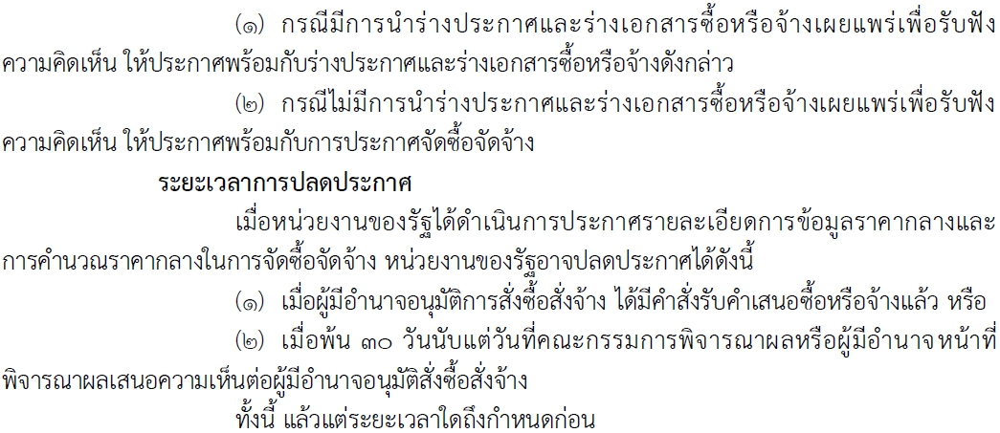 (๑) กรณีมีการนำร่างประกาศและร่างเอกสารซื้อหรือจ้างเผยแพร่เพื่อรับฟัง
ความคิดเห็น ให้ประกาศพร้อมกับร่างประกาศและร่างเอกสารซื้อหรือจ้างดังกล่าว
(๒) กรณีไม่มีการนำร่างประกาศและร่างเอกสารซื้อหรือจ้างเผยแพร่เพื่อรับฟัง
ความคิดเห็น ให้ประกาศพร้อมกับการประกาศจัดซื้อจัดจ้าง
ระยะเวลาการปลดประกาศ
เมื่อหน่วยงานของรัฐได้ดำเนินการประกาศรายละเอียดการข้อมูลราคากลางและ
การคำนวณราคากลางในการจัดซื้อจัดจ้าง หน่วยงานของรัฐอาจปลดประกาศได้ดังนี้
(๑) เมื่อผู้มีอำนาจอนุมัติการสั่งซื้อสั่งจ้าง ได้มีคำสั่งรับคำเสนอซื้อหรือจ้างแล้ว หรือ
(๒) เมื่อพ้น ๓๐ วันนับแต่วันที่คณะกรรมการพิจารณาผลหรือผู้มีอำนาจหน้าที่
พิจารณาผลเสนอความเห็นต่อผู้มีอำนาจอนุมัติสั่งซื้อสั่งจ้าง
ทั้งนี้ แล้วแต่ระยะเวลาใดถึงกำหนดก่อน